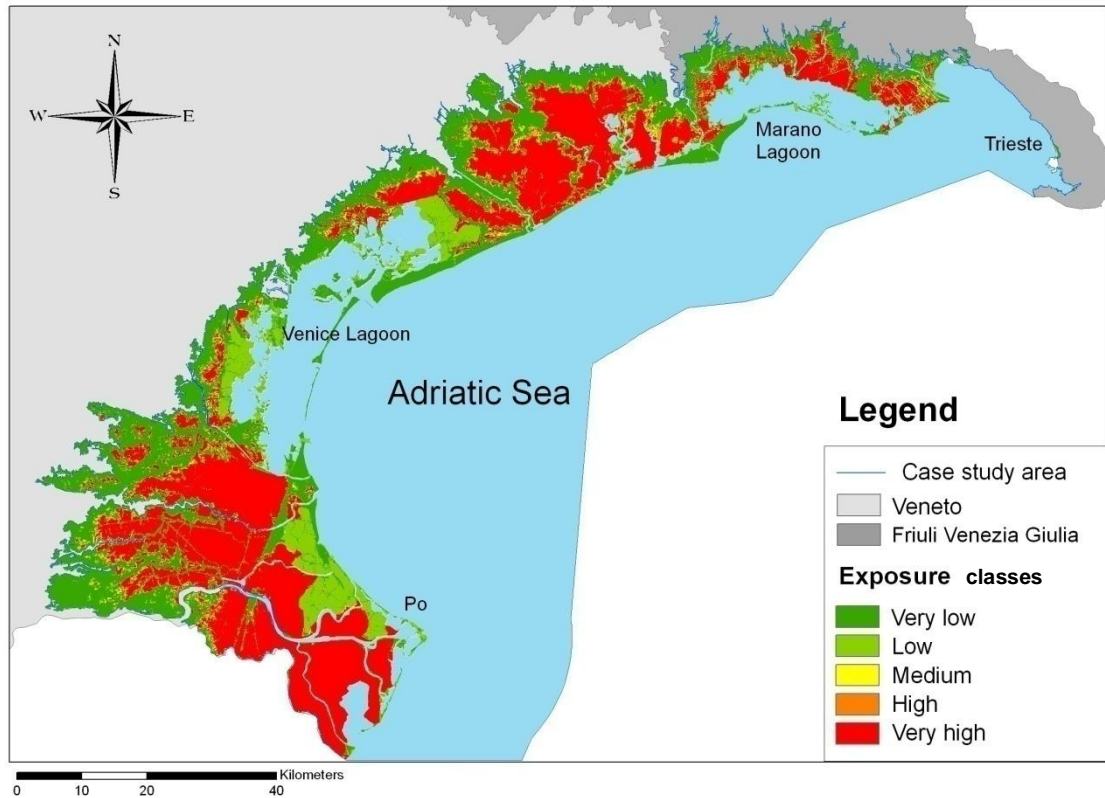 N
W E
S
Marano
Lagoon
Trieste
Venice Lagoon
Adriatic Sea
Po
Legend
Case study area
Veneto
Friuli Venezia Giulia
Exposure classes
Very low
Low
Medium
High
Very high
Kilometers
0 10 20 40